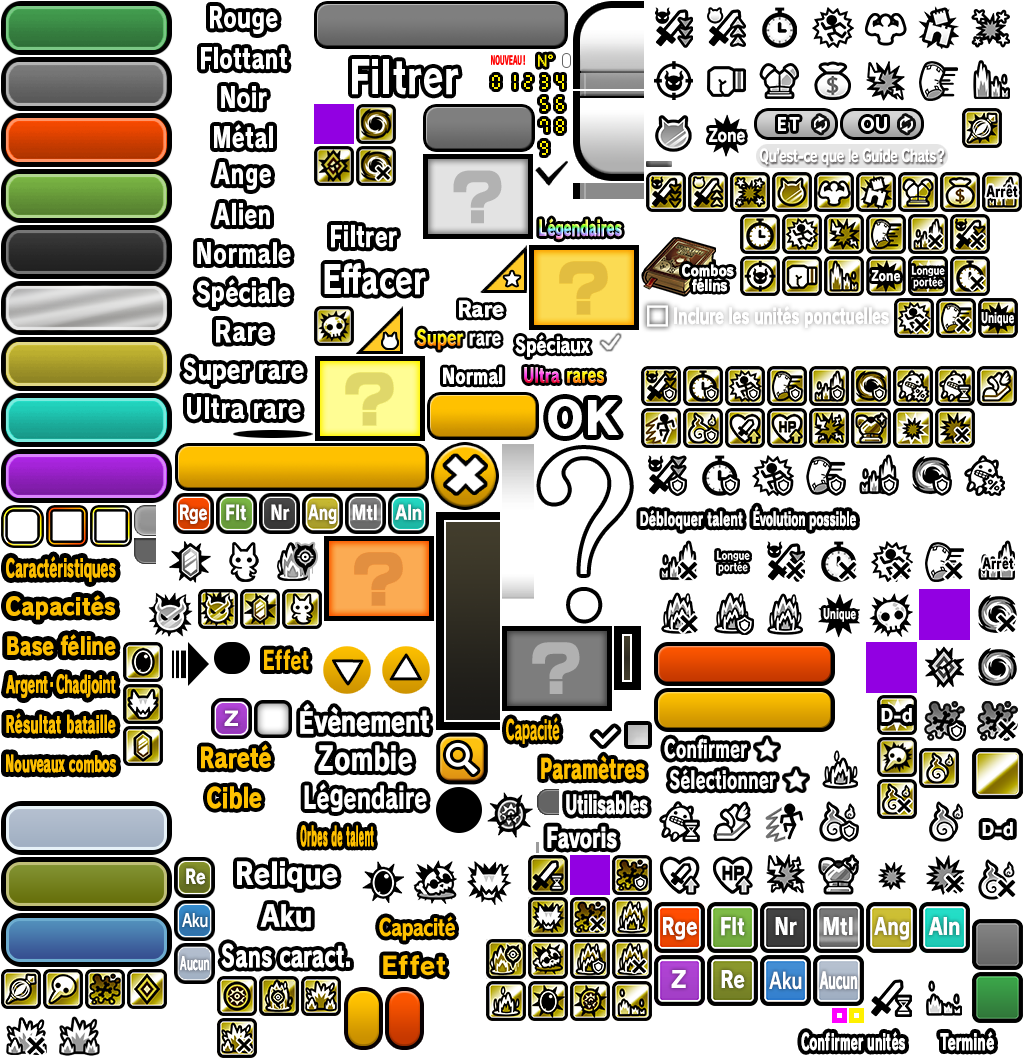 Rouge
Flottant
Noir
Métal
Ange
Alien
Normale
Spéciale
Rare
Super rare
Ultra rare
Filtrer
NOUVEAU!
N°
0 1 2 3 4
5 6
7 8
9
Filtrer
Effacer
Légendaires
Rare
Super rare
Spéciaux
Normal
Ultra rares
OK
ET
OU
Zone
Qu'est-ce que le Guide Chats?
Arrêt
Combos félins
Zone
Longue portée
Inclure les unités ponctuelles
Unique
HP
Débloquer talent
Évolution possible
Longue portée
Arrêt
Unique
Rge
Flt
Nr
Ang
Mtl
Aln
Caractéristiques
Capacités
Base féline
Argent·Chadjoint
Résultat bataille
Nouveaux combos
Effet
Z
Évènement
Rareté
Zombie
Cible
Légendaire
Orbes de talent
Capacité
Paramètres
Utilisables
Favoris
Confirmer
Sélectionner
D-d
D-d
HP
Re
Relique
Aku
Aku
Aucun
Sans caract.
Capacité
Effet
Rge
Flt
Nr
Mtl
Ang
Aln
Z
Re
Aku
Aucun
Confirmer unités
Terminé